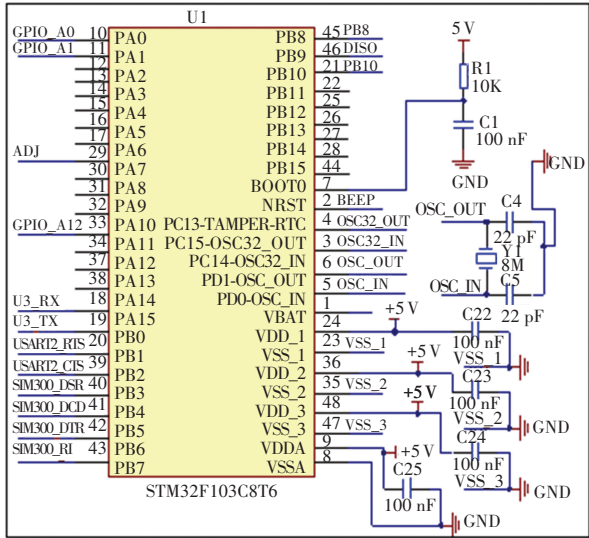 U1
GPIO_A0 10 PA0 PB8 45 PB8
GPIO_A1 11 PA1 PB9 46 DISO
12 PA2 PB10 21 PB10
13 PA3 PB11 22
14 PA4 PB12 25
15 PA5 PB13 26
16 PA6 PB14 27
17 PA7 PB15 28
ADJ 29 PA8 BOOT0 44
30 PA9 NRST 7
31 PA10 PC13-TAMPER-RTC 2 BEEP
32 PA11 PC15-OSC32_OUT 4 OSC32_OUT
GPIO_A12 33 PA12 PC14-OSC32_IN 3 OSC32_IN
34 PA13 PD1-OSC_OUT 6 OSC_OUT
37 PA14 PD0-OSC_IN 5 OSC_IN
38 PA15 VBAT 1
U3_RX 18 PB0 VDD_1 24
U3_TX 19 PB1 VSS_1 23 VSS_1
USART2_RTS 20 PB2 VDD_2 36
USART2_CTS 39 PB3 VSS_2 35 VSS_2
SIM300_DSR 40 PB4 VDD_3 48
SIM300_DCD 41 PB5 VSS_3 47 VSS_3
SIM300_DTR 42 PB6 VDDA 9
SIM300_RI 43 PB7 VSSA 8
STM32F103C8T6
5 V
R1
10K
C1
100 nF
GND
GND
OSC_OUT
C4
22 pF
Y1
8M
OSC_IN
C5
22 pF
+5 V
C22
100 nF
VSS_1
+5 V
C23
100 nF
VSS_2
GND
+5 V
C24
100 nF
VSS_3
GND
+5 V
C25
100 nF
GND